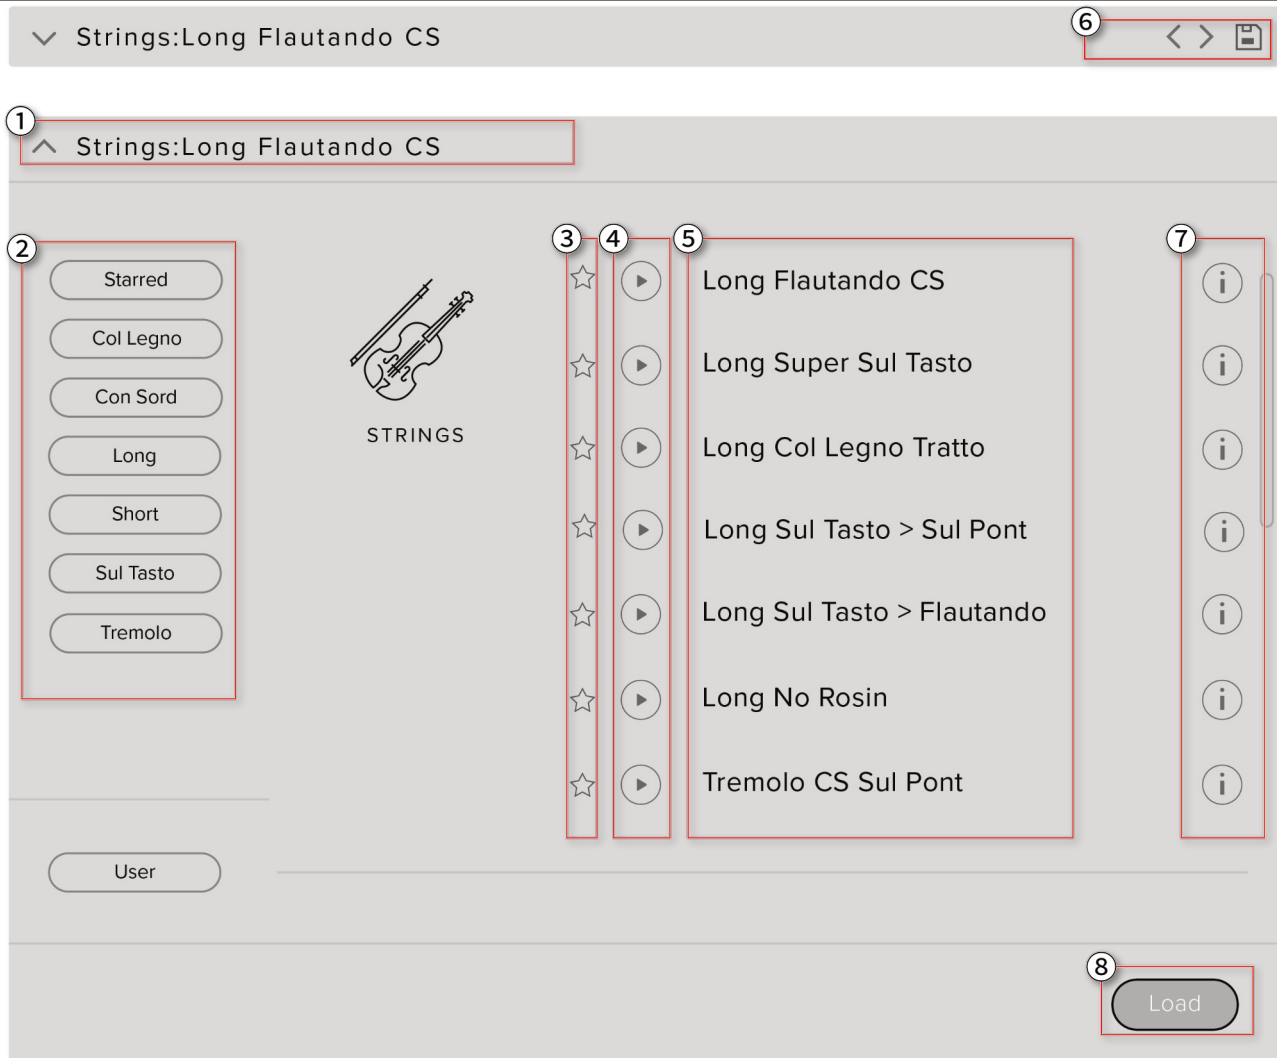 Strings:Long Flautando CS
6
1
Strings:Long Flautando CS
2
3
4
5
7
Starred
Col Legno
Con Sord
Long
Short
Sul Tasto
Tremolo
STRINGS
Long Flautando CS
Long Super Sul Tasto
Long Col Legno Tratto
Long Sul Tasto > Sul Pont
Long Sul Tasto > Flautando
Long No Rosin
Tremolo CS Sul Pont
i
i
i
i
i
i
i
User
8
Load